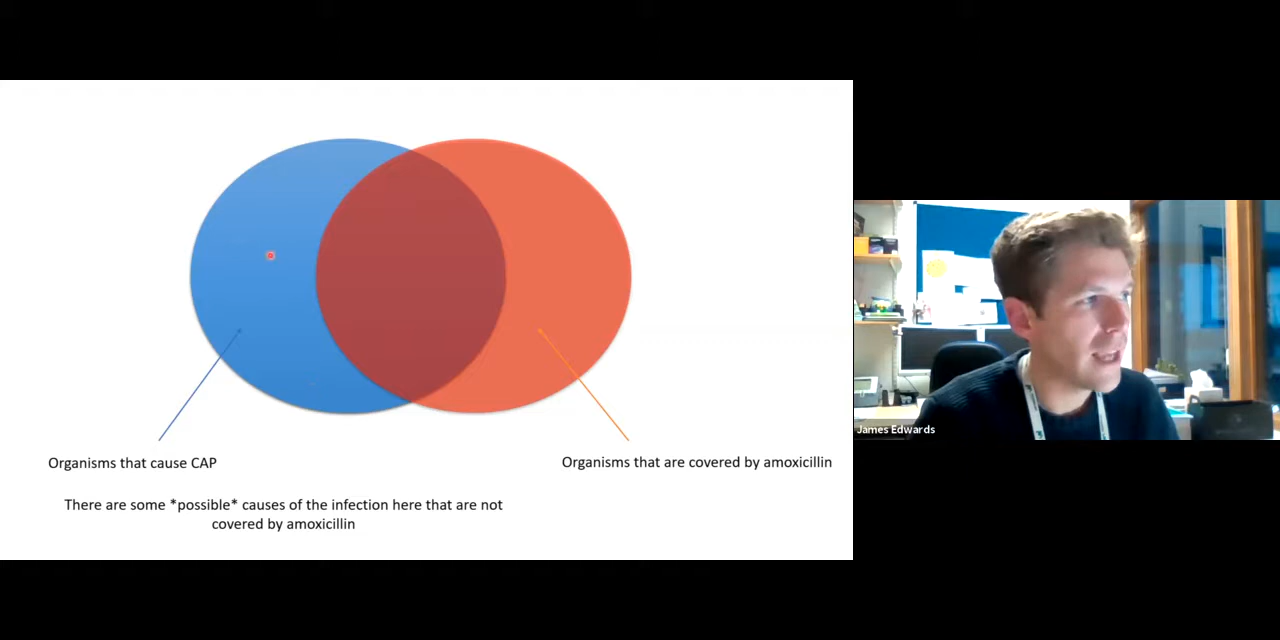 Organisms that cause CAP
Organisms that are covered by amoxicillin
There are some *possible* causes of the infection here that are not
covered by amoxicillin
James Edwards